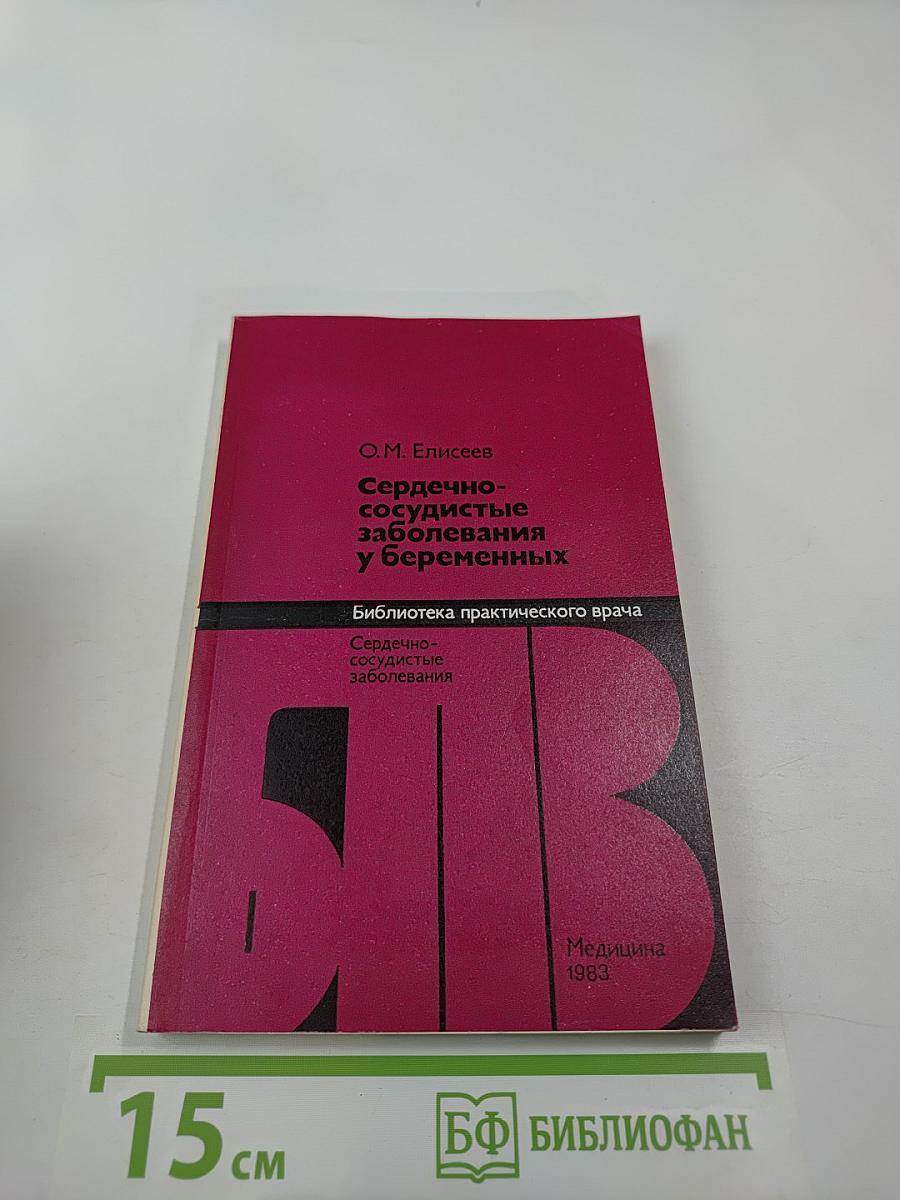 О. М. Елисеев
Сердечно-
сосудистые
заболевания
у беременных
Библиотека практического врача
Сердечно-
сосудистые
заболевания
БПВ
Медицина
1983
15 см
БФ БИБЛИОФАН